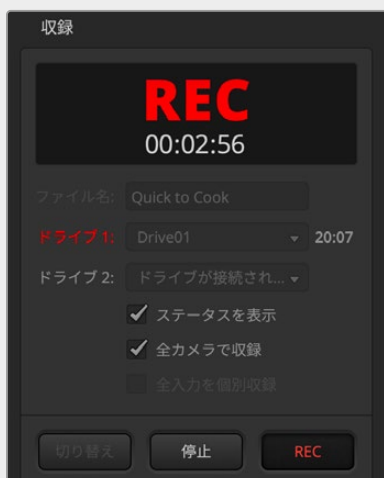 収録
REC
00:02:56
ファイル名: Quick to Cook
ドライブ 1: Drive01 20:07
ドライブ 2: ドライブが接続され...
ステータスを表示
全カメラで収録
全入力を個別収録
切り替え 停止 REC